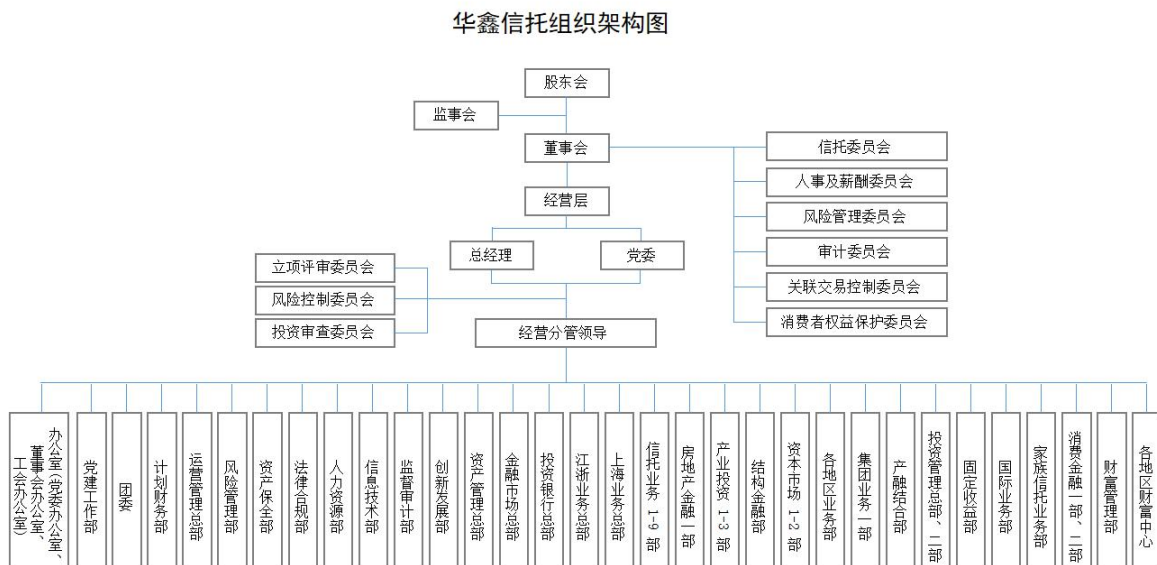 华鑫信托组织架构图
股东会
监事会
董事会
信托委员会
人事及薪酬委员会
风险管理委员会
审计委员会
关联交易控制委员会
消费者权益保护委员会
经营层
总经理
党委
立项评审委员会
风险控制委员会
投资审查委员会
经营分管领导
办公室（党委办公室、
董事会办公室、
工会办公室）
党建工作部
团委
计划财务部
运营管理总部
风险管理部
资产保全部
法律合规部
人力资源部
信息技术部
监督审计部
创新发展部
资产管理总部
金融市场总部
投资银行总部
江浙业务总部
上海业务总部
信托业务 1-9 部
房地产金融一部
产业投资 1-3 部
结构金融部
资本市场 1-2 部
各地区业务部
集团业务一部
产融结合部
投资管理总部、二部
固定收益部
国际业务部
家族信托业务部
消费金融一部、二部
财富管理部
各地区财富中心